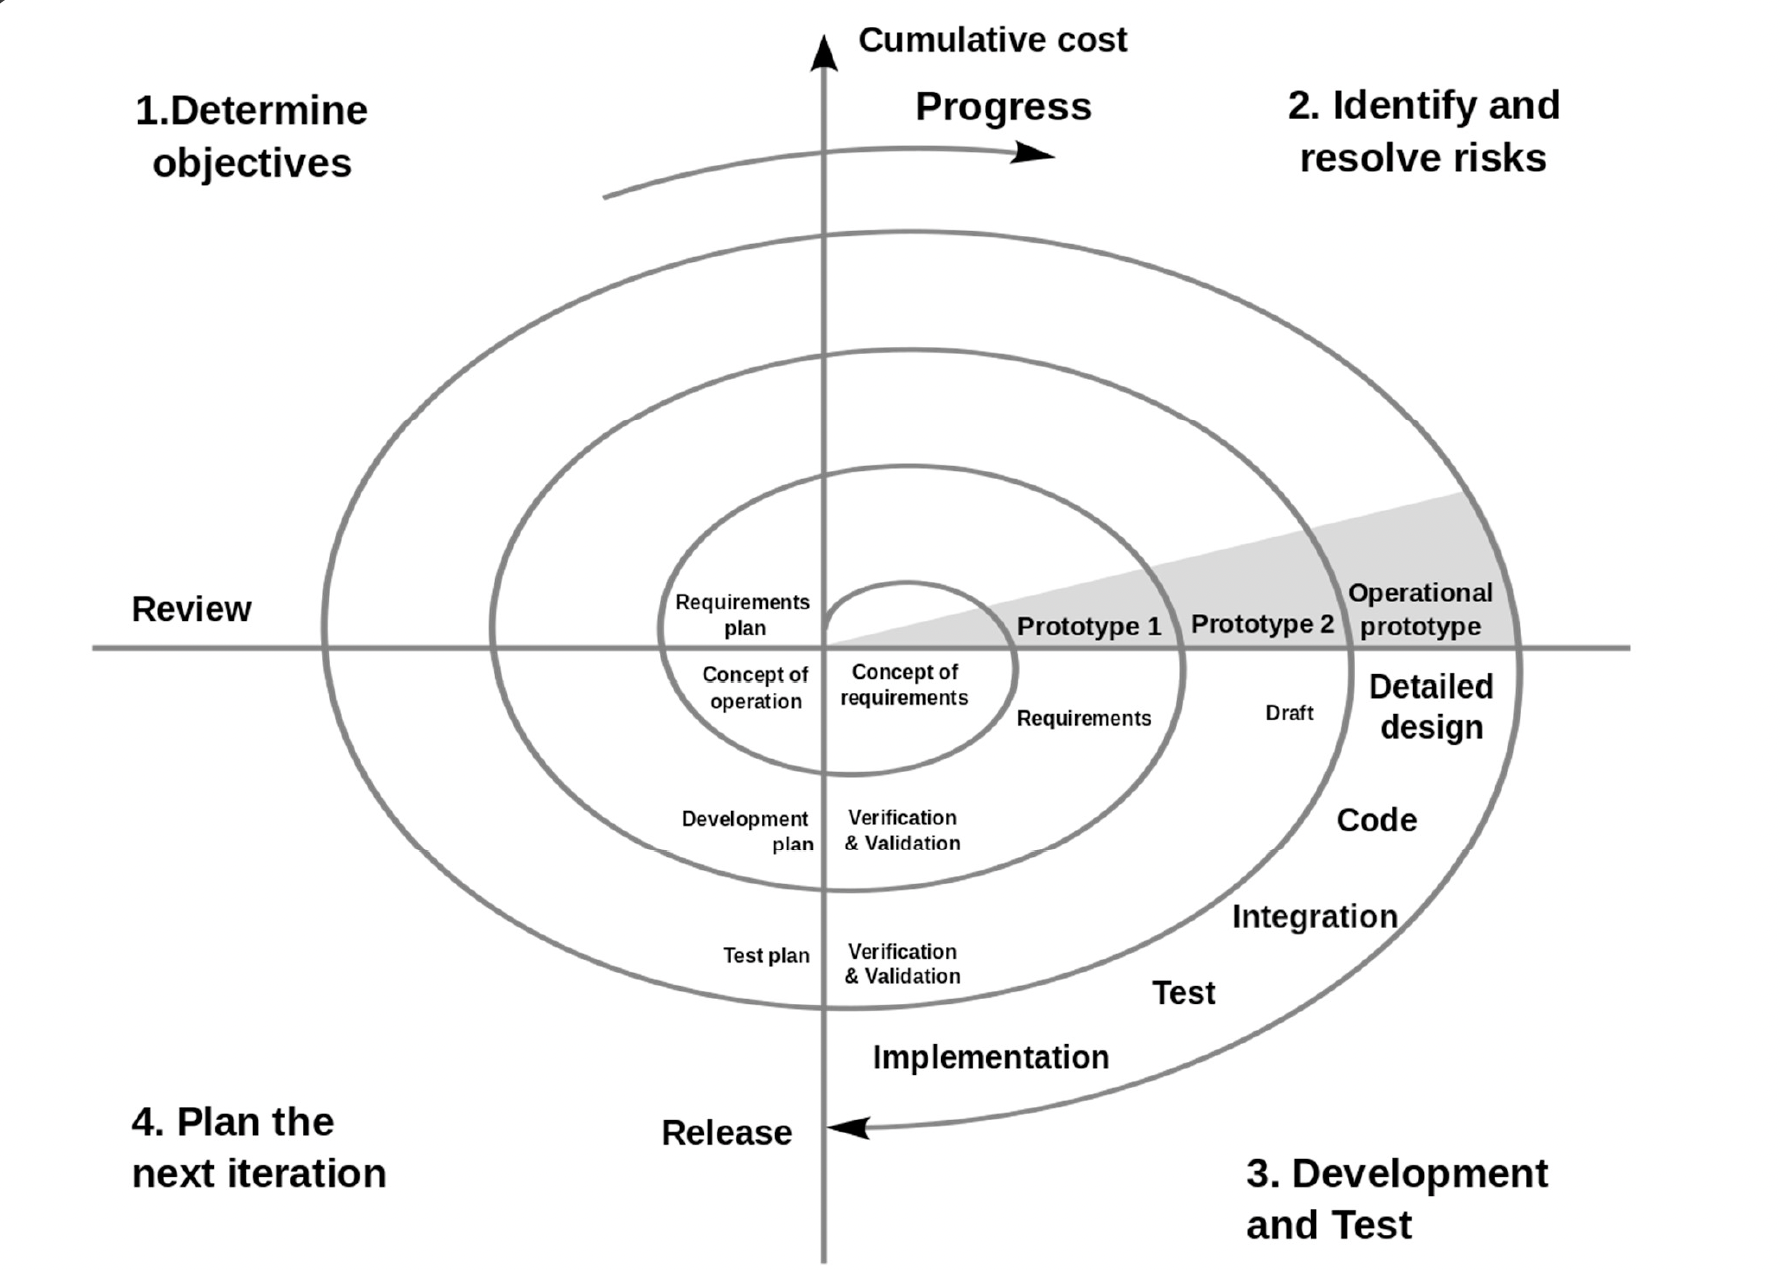 Cumulative cost
Progress
1.Determine
objectives
2. Identify and
resolve risks
Review
Requirements
plan
Prototype 1
Prototype 2
Operational
prototype
Concept of
operation
Concept of
requirements
Requirements
Draft
Detailed
design
Development
plan
Verification
& Validation
Code
Integration
Test plan
Verification
& Validation
Test
Implementation
Release
4. Plan the
next iteration
3. Development
and Test